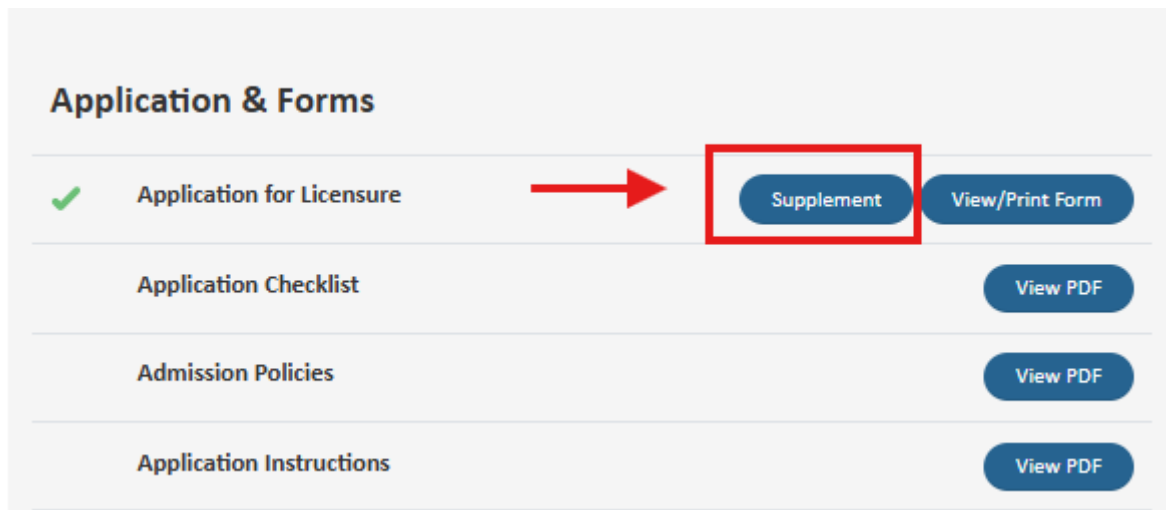 Application & Forms
Application for Licensure Supplement View/Print Form
Application Checklist View PDF
Admission Policies View PDF
Application Instructions View PDF